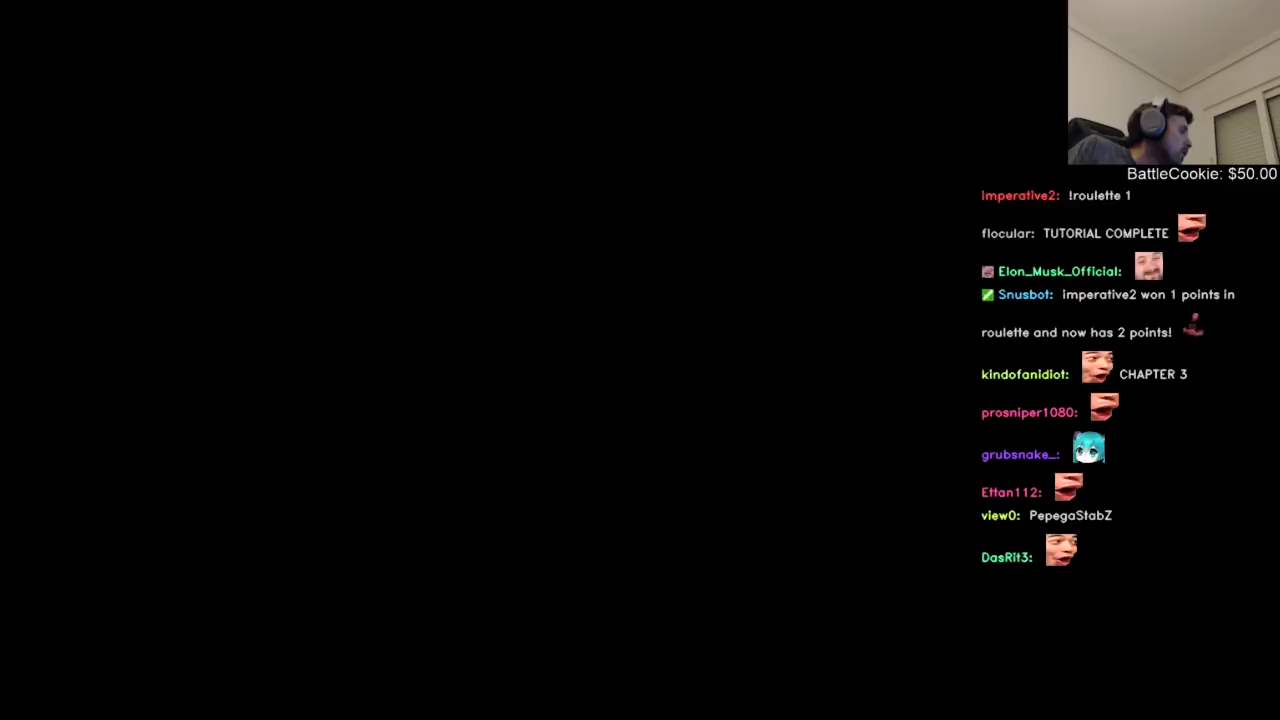 BattleCookie: $50.00
Imperative2: !roulette 1
flocular: TUTORIAL COMPLETE
Elon_Musk_Official:
Snusbot: imperative2 won 1 points in
roulette and now has 2 points!
kindofanidiot: CHAPTER 3
prosniper1080:
grubsnake_:
Ettan112:
view0: PepegaStabZ
DasRit3: